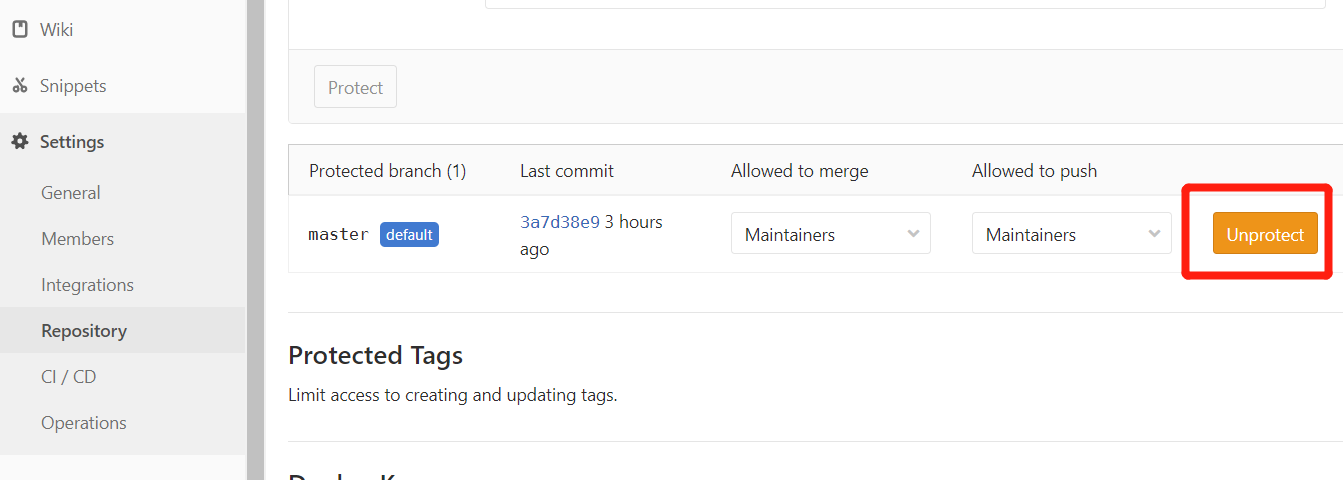 Wiki
Snippets
Settings
General
Members
Integrations
Repository
CI / CD
Operations
Protect
Protected branch (1) Last commit Allowed to merge Allowed to push
master default 3a7d38e9 3 hours ago Maintainers Maintainers Unprotect
Protected Tags
Limit access to creating and updating tags.